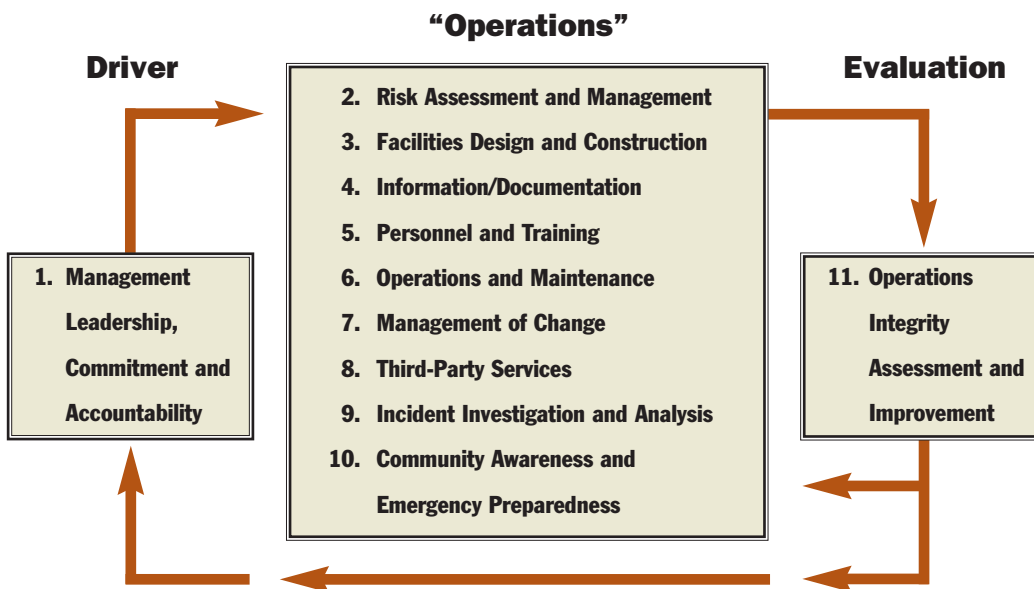 “Operations”
Driver
Evaluation
1. Management
Leadership,
Commitment and
Accountability
2. Risk Assessment and Management
3. Facilities Design and Construction
4. Information/Documentation
5. Personnel and Training
6. Operations and Maintenance
7. Management of Change
8. Third-Party Services
9. Incident Investigation and Analysis
10. Community Awareness and
Emergency Preparedness
11. Operations
Integrity
Assessment and
Improvement